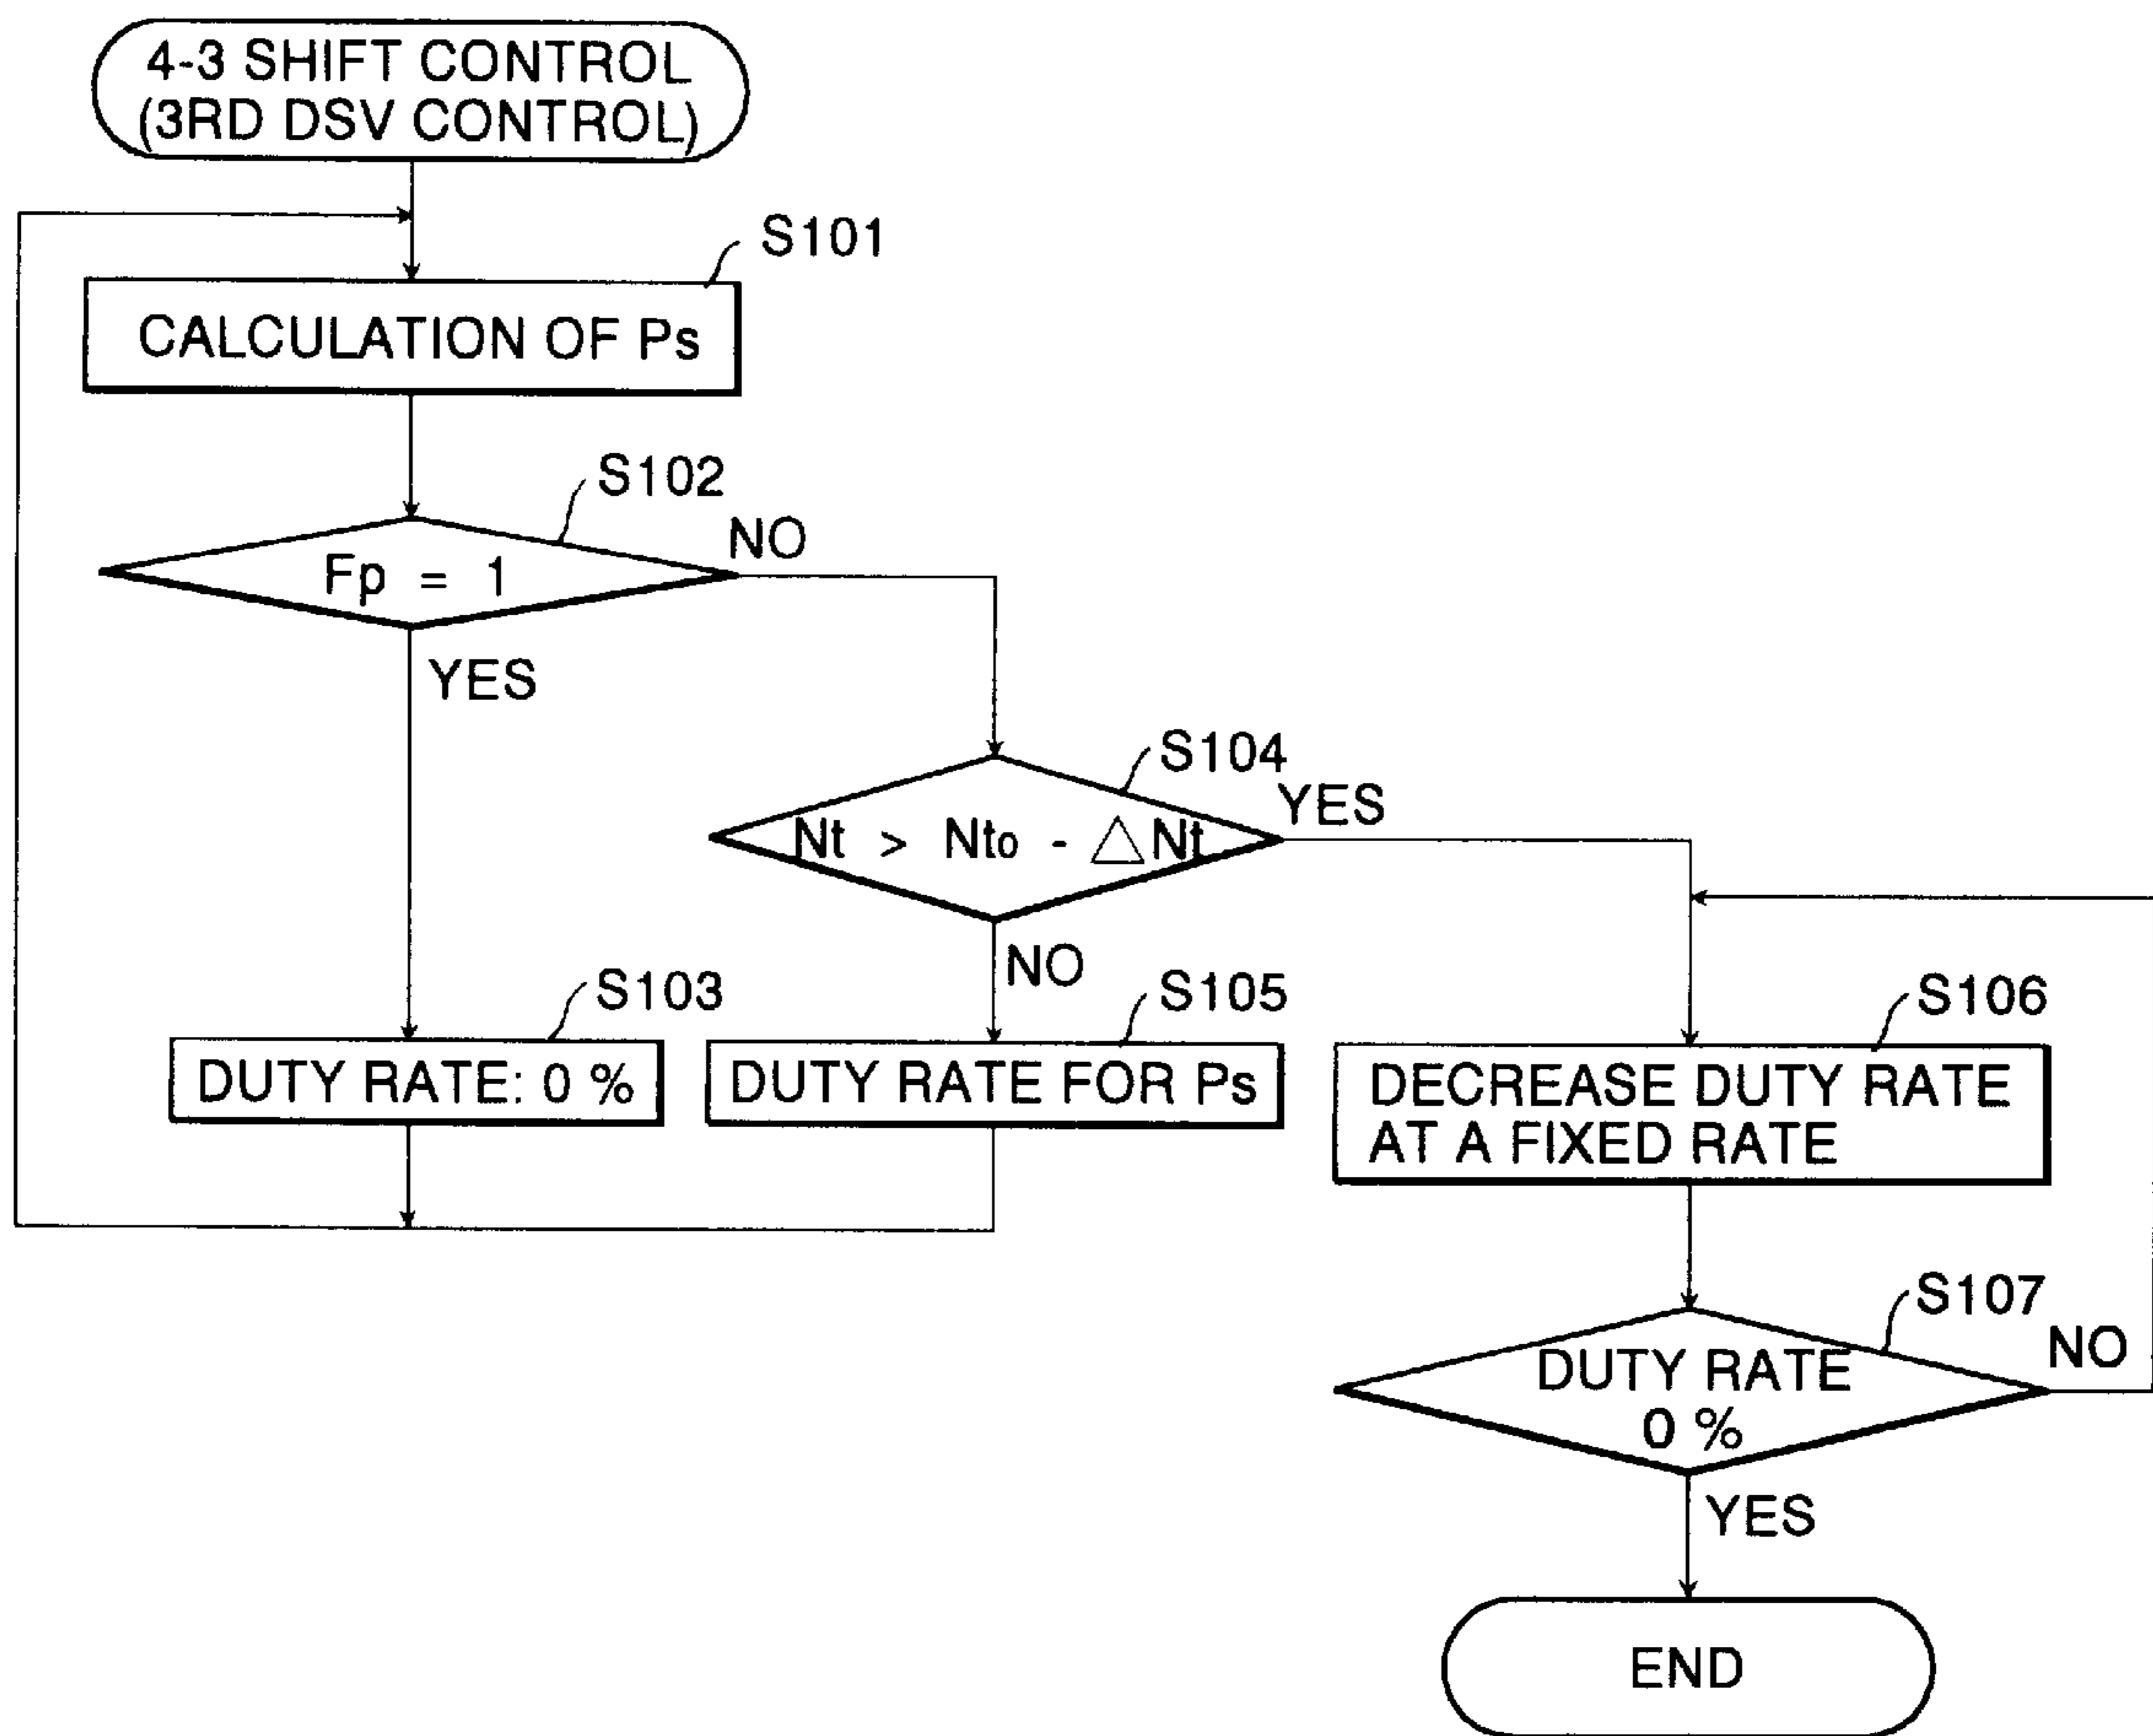 4-3 SHIFT CONTROL
(3RD DSV CONTROL)
S101
CALCULATION OF Ps
S102
NO
Fp = 1
YES
S104
YES
Nt > Nto - △Nt
NO
S103
DUTY RATE: 0 %
S105
DUTY RATE FOR Ps
S106
DECREASE DUTY RATE
AT A FIXED RATE
S107
NO
DUTY RATE
0 %
YES
END